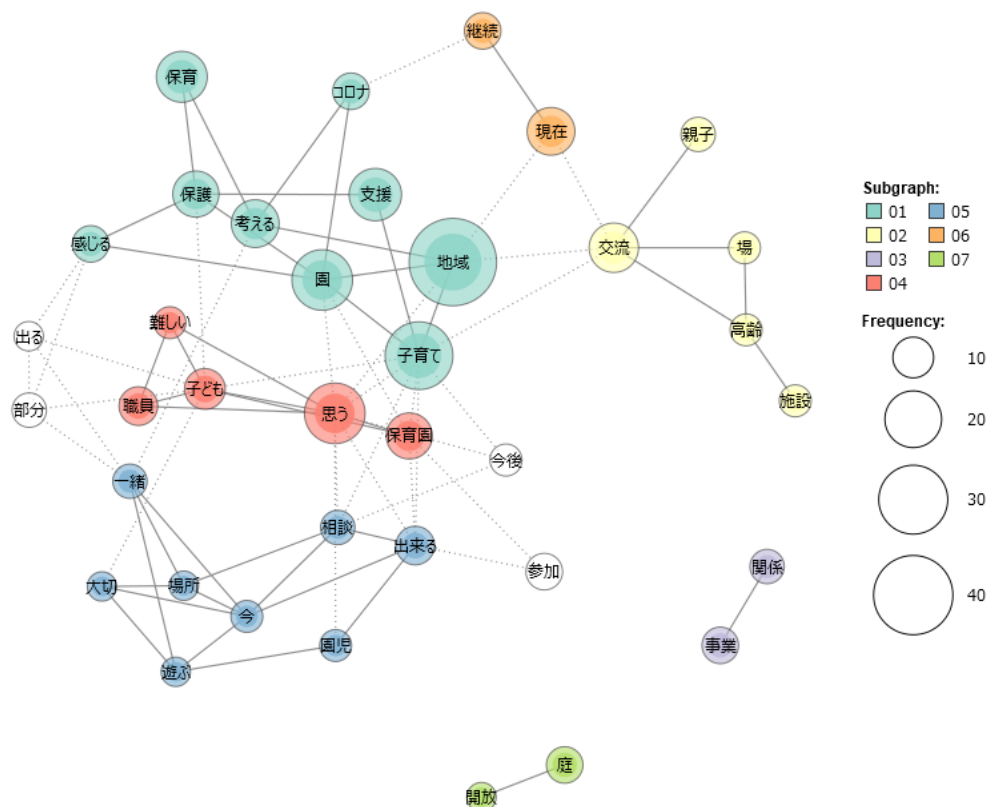 継続
保育
コロナ
現在
親子
保護
支援
考える
感じる
交流
場
地域
園
難しい
出る
高齢
子育て
子ども
施設
職員
部分
思う
保育園
今後
一緒
相談
出来る
参加
関係
大切
場所
今
園児
事業
遊ぶ
庭
開放
Subgraph:
01 05
02 06
03 07
04
Frequency:
10
20
30
40